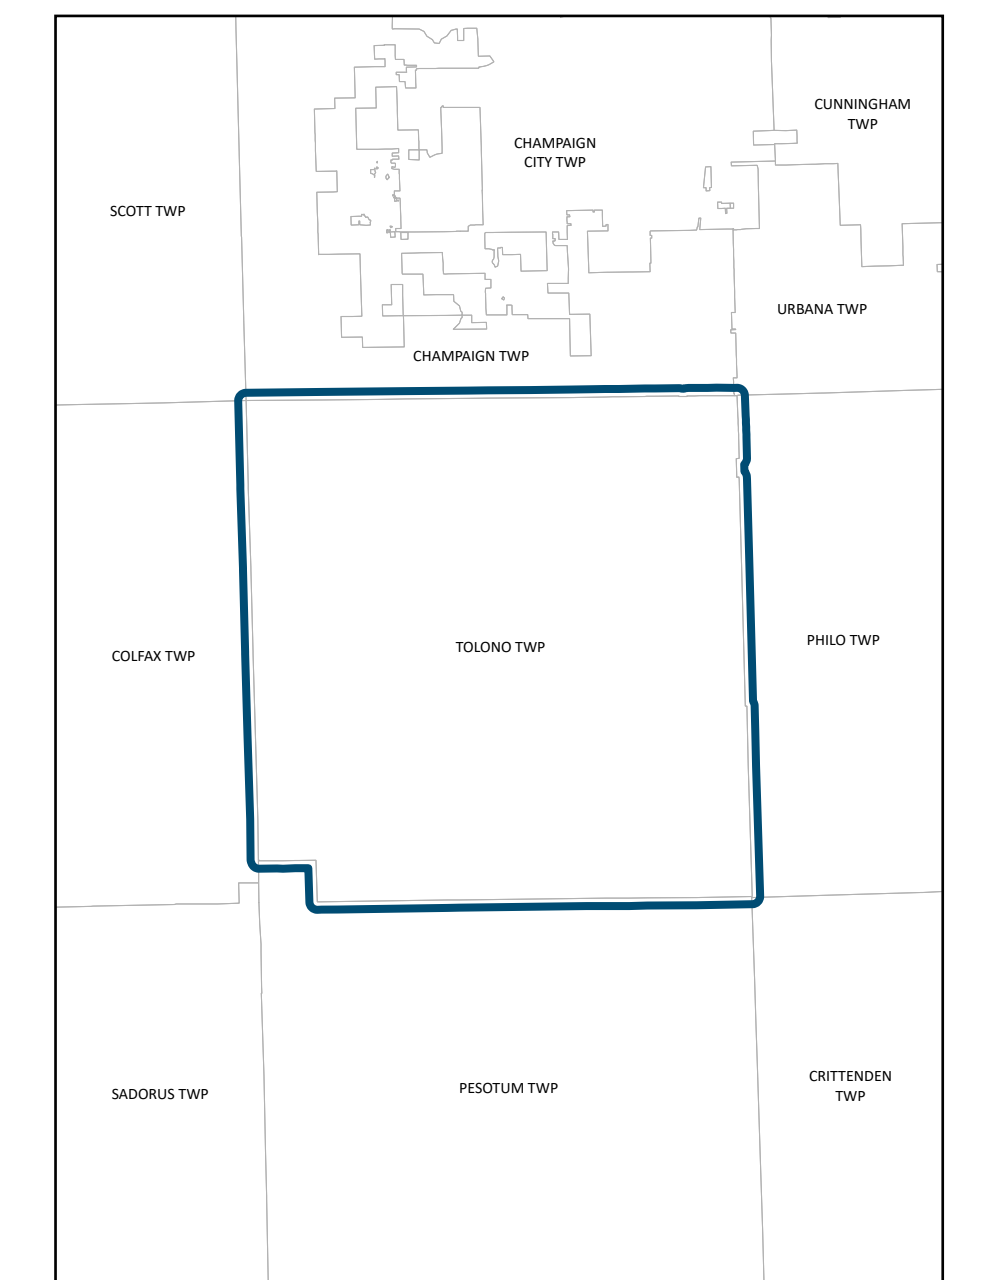 CUNNINGHAM
TWP
CHAMPAIGN
CITY TWP
SCOTT TWP
URBANA TWP
CHAMPAIGN TWP
COLFAX TWP
TOLONO TWP
PHILO TWP
SADORUS TWP
PESOTUM TWP
CRITTENDEN
TWP